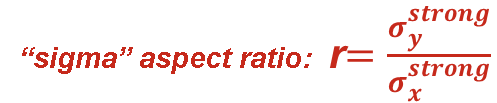 “sigma” aspect ratio: r= σ_y^strong / σ_x^strong